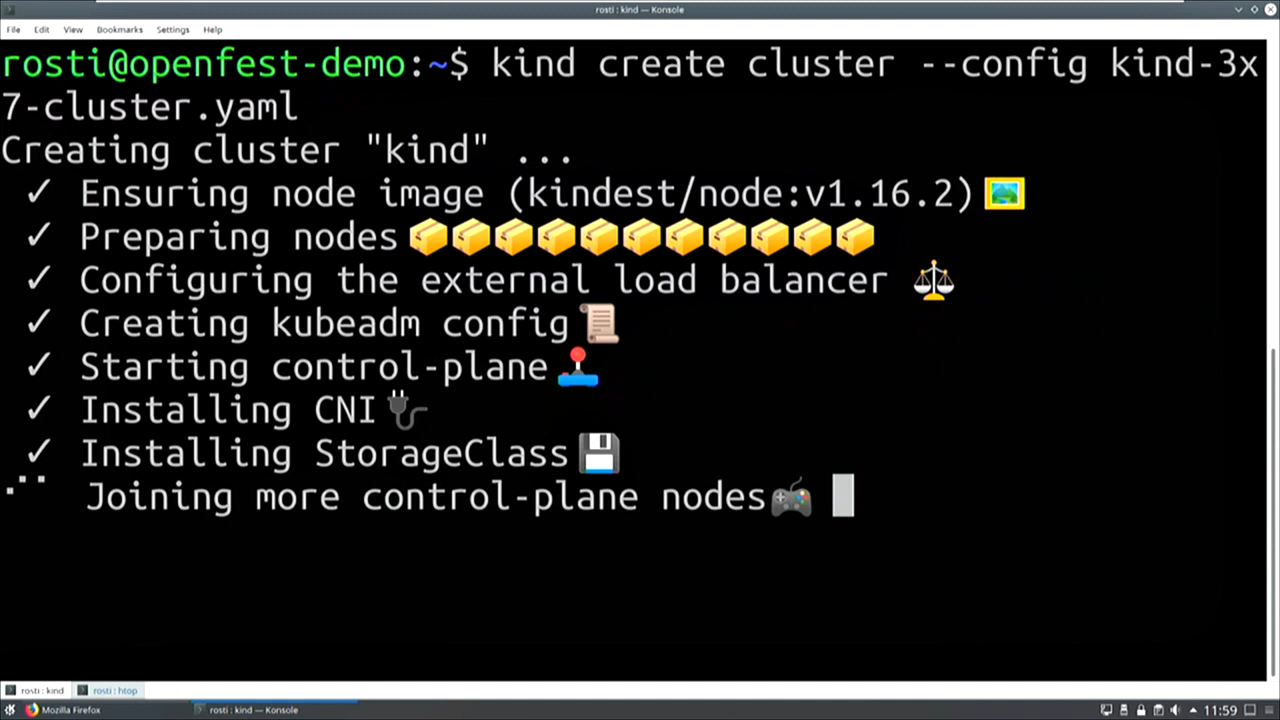 rosti : kind — Konsole
File Edit View Bookmarks Settings Help
rosti@openfest-demo:~$ kind create cluster --config kind-3x
7-cluster.yaml
Creating cluster "kind" ...
✓ Ensuring node image (kindest/node:v1.16.2) 🖼
✓ Preparing nodes 📦📦📦📦📦📦📦📦📦📦📦
✓ Configuring the external load balancer ⚖
✓ Creating kubeadm config 📜
✓ Starting control-plane 🕹
✓ Installing CNI 🔌
✓ Installing StorageClass 💾
Joining more control-plane nodes 🎮
rosti : kind rosti : htop
Mozilla Firefox rosti : kind — Konsole 11:59